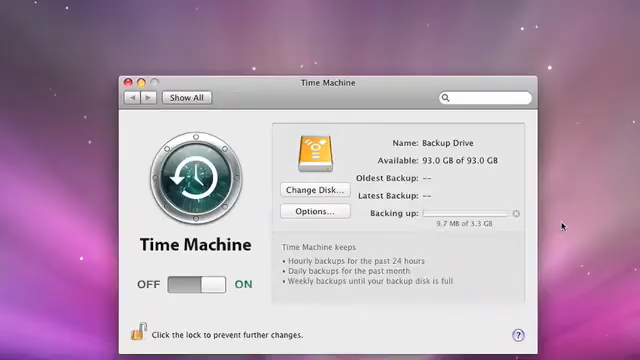 Time Machine
Show All
Name: Backup Drive
Available: 93.0 GB of 93.0 GB
Oldest Backup: --
Change Disk...
Latest Backup: --
Options...
Backing up:
9.7 MB of 3.3 GB
Time Machine
Time Machine keeps
• Hourly backups for the past 24 hours
• Daily backups for the past month
• Weekly backups until your backup disk is full
OFF ON
Click the lock to prevent further changes.
?